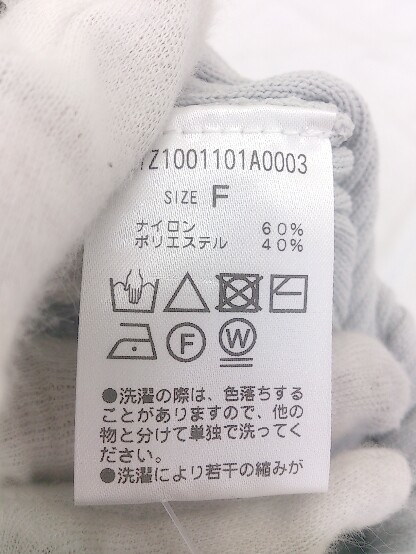 Z1001101A0003
SIZE F
ナイロン 60%
ポリエステル 40%
F W
●洗濯の際は、色落ちする
ことがありますので、他の
物と分けて単独で洗ってく
ださい。
●洗濯により若干の縮みが